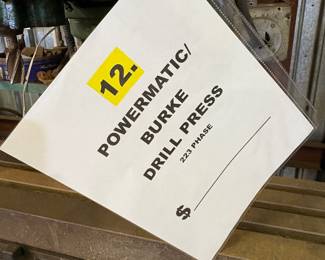 12.
POWERMATIC/
BURKE
DRILL PRESS
223 PHASE
$